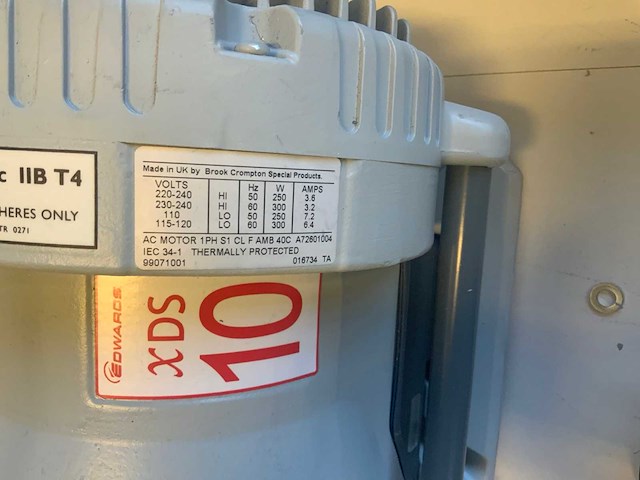 c IIB T4
HERES ONLY
TR 0271
Made in UK by Brook Crompton Special Products.
VOLTS Hz W AMPS
220-240 HI 50 250 3.6
230-240 HI 60 300 3.2
110 LO 50 250 7.2
115-120 LO 60 300 6.4
AC MOTOR 1PH S1 CL F AMB 40C A72601004
IEC 34-1 THERMALLY PROTECTED
99071001 016734 TA
EDWARDS
XDS
10